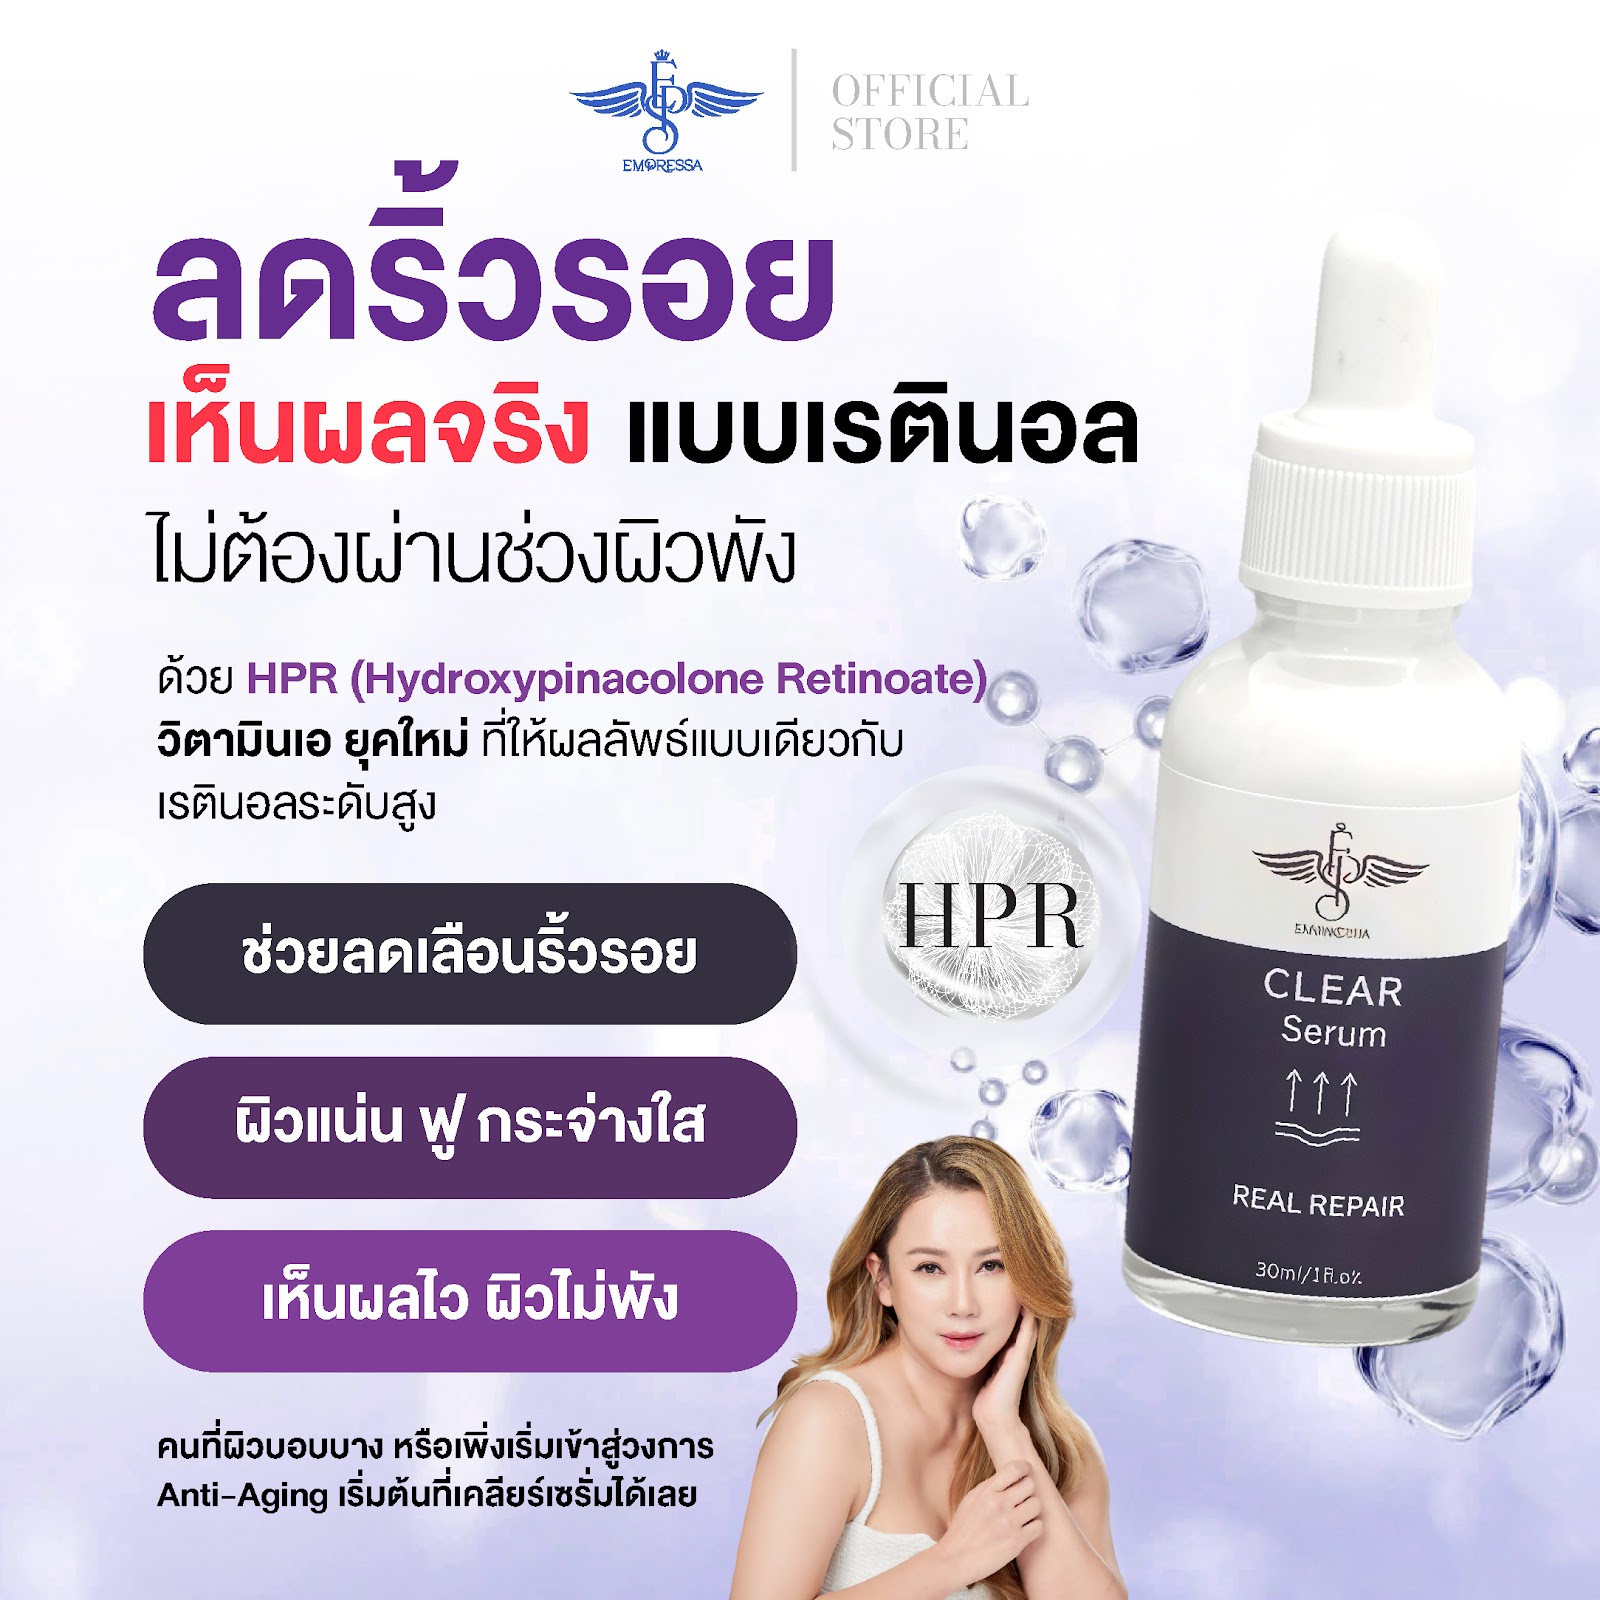 EMPRESSA
OFFICIAL
STORE
ลดริ้วรอย
เห็นผลจริง แบบเรตินอล
ไม่ต้องผ่านช่วงผิวพัง
ด้วย HPR (Hydroxypinacolone Retinoate)
วิตามินเอ ยุคใหม่ ที่ให้ผลลัพธ์แบบเดียวกับ
เรตินอลระดับสูง
HPR
ช่วยลดเลือนริ้วรอย
ผิวแน่น ฟู กระจ่างใส
เห็นผลไว ผิวไม่พัง
คนที่ผิวบอบบาง หรือเพิ่งเริ่มเข้าสู่วงการ
Anti-Aging เริ่มต้นที่เคลียร์เซรั่มได้เลย
CLEAR
Serum
REAL REPAIR
30ml/1fl.o%